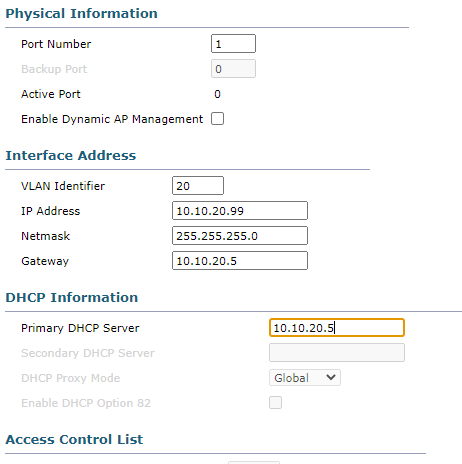 Physical Information
Port Number 1
Backup Port 0
Active Port 0
Enable Dynamic AP Management
Interface Address
VLAN Identifier 20
IP Address 10.10.20.99
Netmask 255.255.255.0
Gateway 10.10.20.5
DHCP Information
Primary DHCP Server 10.10.20.5
Secondary DHCP Server
DHCP Proxy Mode Global
Enable DHCP Option 82
Access Control List